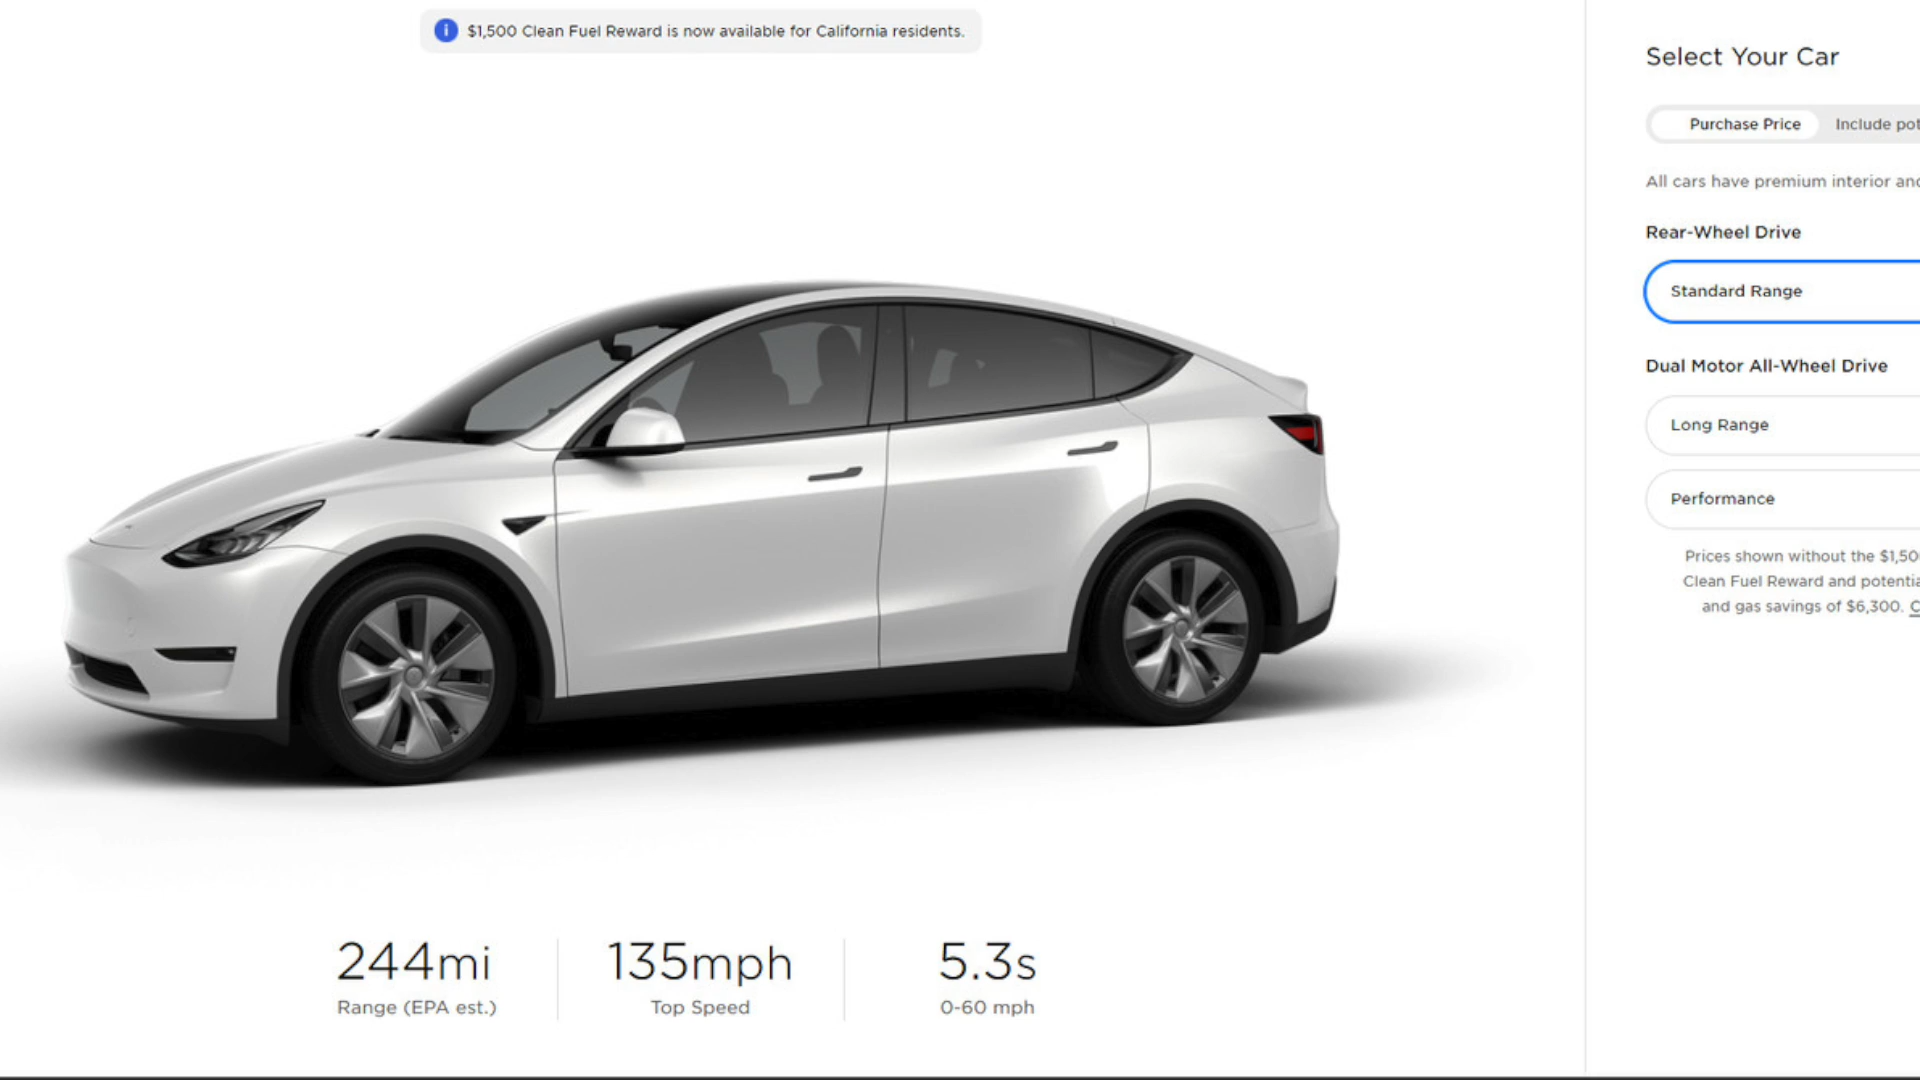 $1,500 Clean Fuel Reward is now available for California residents.
244mi
Range (EPA est.)
135mph
Top Speed
5.3s
0-60 mph
Select Your Car
Purchase Price
Include
All cars have premium interior
Rear-Wheel Drive
Standard Range
Dual Motor All-Wheel Drive
Long Range
Performance
Prices shown without the
Clean Fuel Reward and
and gas savings of $6,300.